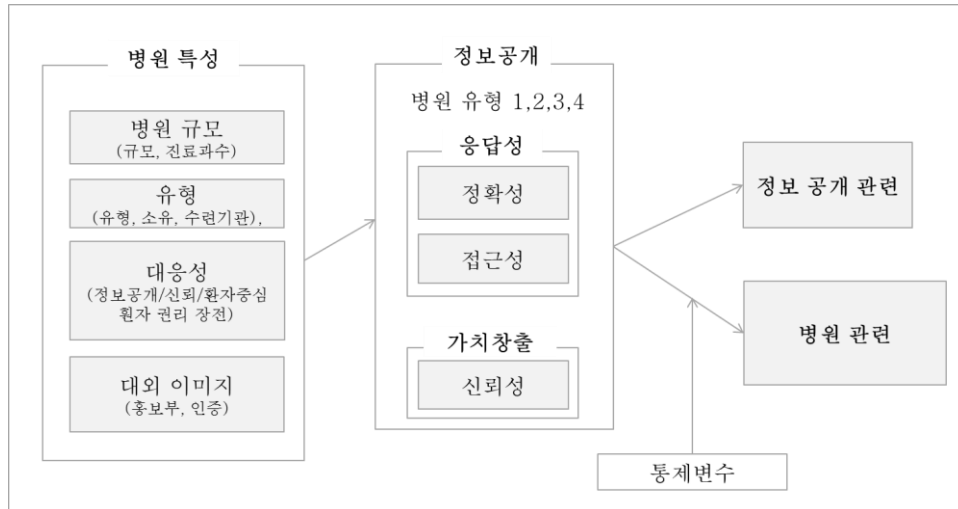 병원 특성
병원 규모
(규모, 진료과수)
유형
(유형, 소유, 수련기관),
대응성
(정보공개/신뢰/환자중심
환자 권리 장전)
대외 이미지
(홍보부, 인증)
정보공개
병원 유형 1,2,3,4
응답성
정확성
접근성
가치창출
신뢰성
정보 공개 관련
병원 관련
통제변수